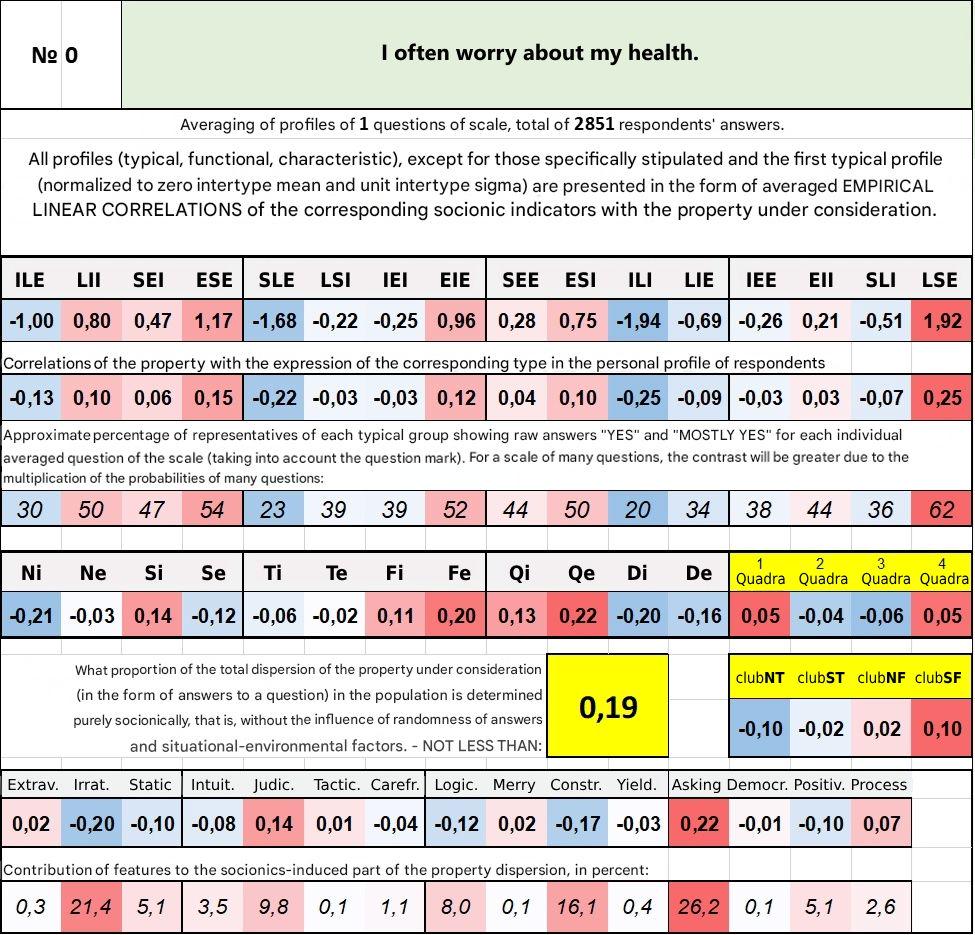 № 0
I often worry about my health.
Averaging of profiles of 1 questions of scale, total of 2851 respondents' answers.
All profiles (typical, functional, characteristic), except for those specifically stipulated and the first typical profile
(normalized to zero intertype mean and unit intertype sigma) are presented in the form of averaged EMPIRICAL
LINEAR CORRELATIONS of the corresponding socionic indicators with the property under consideration.
ILE LII SEI ESE SLE LSI IEI EIE SEE ESI ILI LIE IEE EII SLI LSE
-1,00 0,80 0,47 1,17 -1,68 -0,22 -0,25 0,96 0,28 0,75 -1,94 -0,69 -0,26 0,21 -0,51 1,92
Correlations of the property with the expression of the corresponding type in the personal profile of respondents
-0,13 0,10 0,06 0,15 -0,22 -0,03 -0,03 0,12 0,04 0,10 -0,25 -0,09 -0,03 0,03 -0,07 0,25
Approximate percentage of representatives of each typical group showing raw answers "YES" and "MOSTLY YES" for each individual
averaged question of the scale (taking into account the question mark). For a scale of many questions, the contrast will be greater due to the
multiplication of the probabilities of many questions:
30 50 47 54 23 39 39 52 44 50 20 34 38 44 36 62
Ni Ne Si Se Ti Te Fi Fe Qi Qe Di De 1 Quadra 2 Quadra 3 Quadra 4 Quadra
-0,21 -0,03 0,14 -0,12 -0,06 -0,02 0,11 0,20 0,13 0,22 -0,20 -0,16 0,05 -0,04 -0,06 0,05
What proportion of the total dispersion of the property under consideration
(in the form of answers to a question) in the population is determined
purely socionically, that is, without the influence of randomness of answers
and situational-environmental factors. - NOT LESS THAN:
0,19
clubNT clubST clubNF clubSF
-0,10 -0,02 0,02 0,10
Extrav. Irrat. Static Intuit. Judic. Tactic. Carefr. Logic. Merry Constr. Yield. Asking Democr. Positiv. Process
0,02 -0,20 -0,10 -0,08 0,14 0,01 -0,04 -0,12 0,02 -0,17 -0,03 0,22 -0,01 -0,10 0,07
Contribution of features to the socionics-induced part of the property dispersion, in percent:
0,3 21,4 5,1 3,5 9,8 0,1 1,1 8,0 0,1 16,1 0,4 26,2 0,1 5,1 2,6